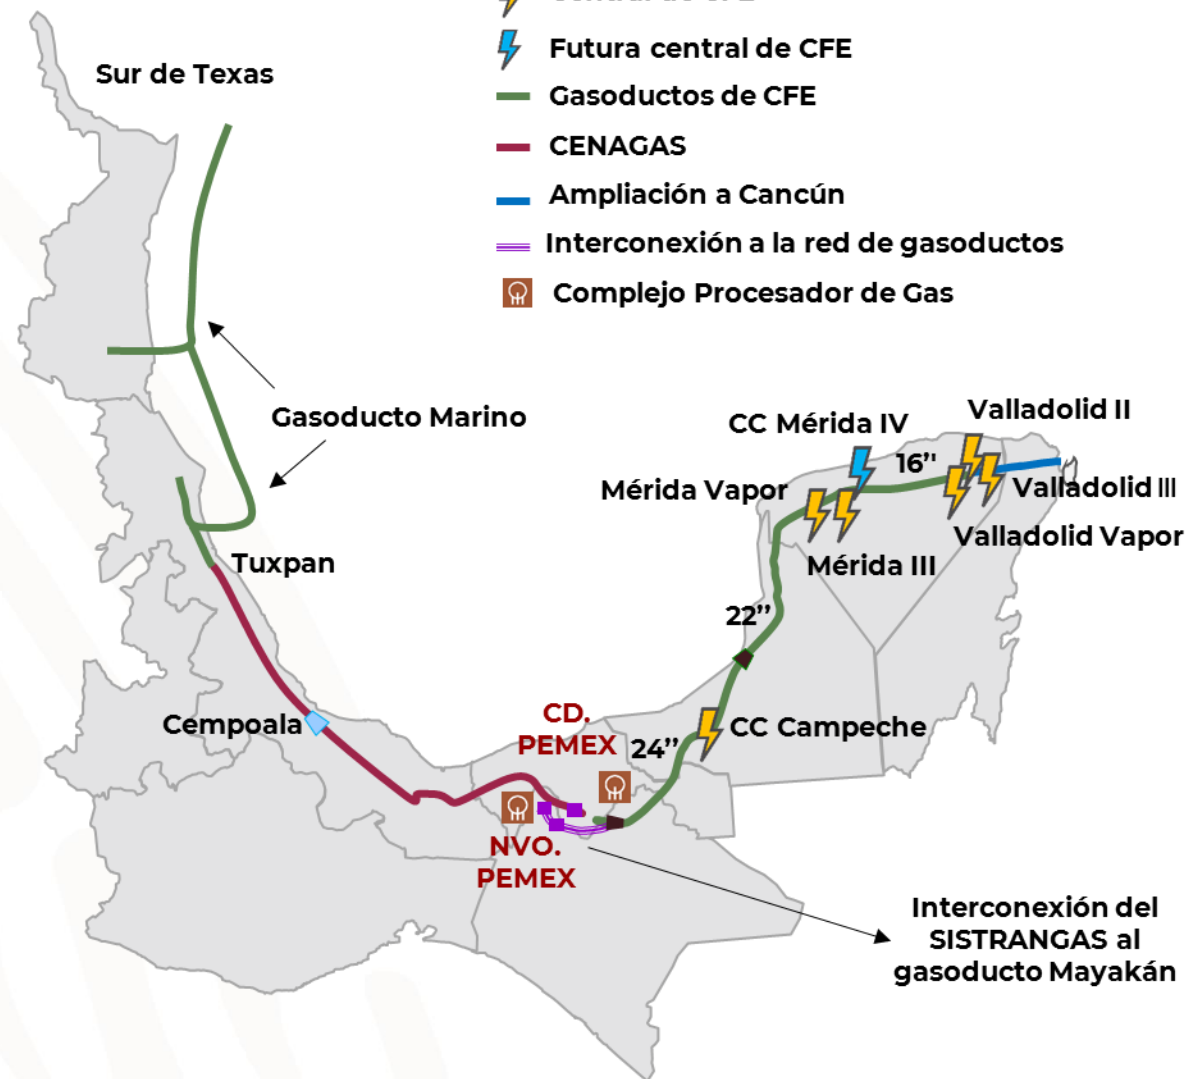 Futura central de CFE
Sur de Texas
Gasoductos de CFE
CENAGAS
Ampliación a Cancún
Interconexión a la red de gasoductos
Complejo Procesador de Gas
Gasoducto Marino
Valladolid II
CC Mérida IV
16''
Mérida Vapor
Valladolid III
Valladolid Vapor
Tuxpan
Mérida III
22’’
Cempoala
CD.
PEMEX
24’’
CC Campeche
NVO.
PEMEX
Interconexión del
SISTRANGAS al
gasoducto Mayakán